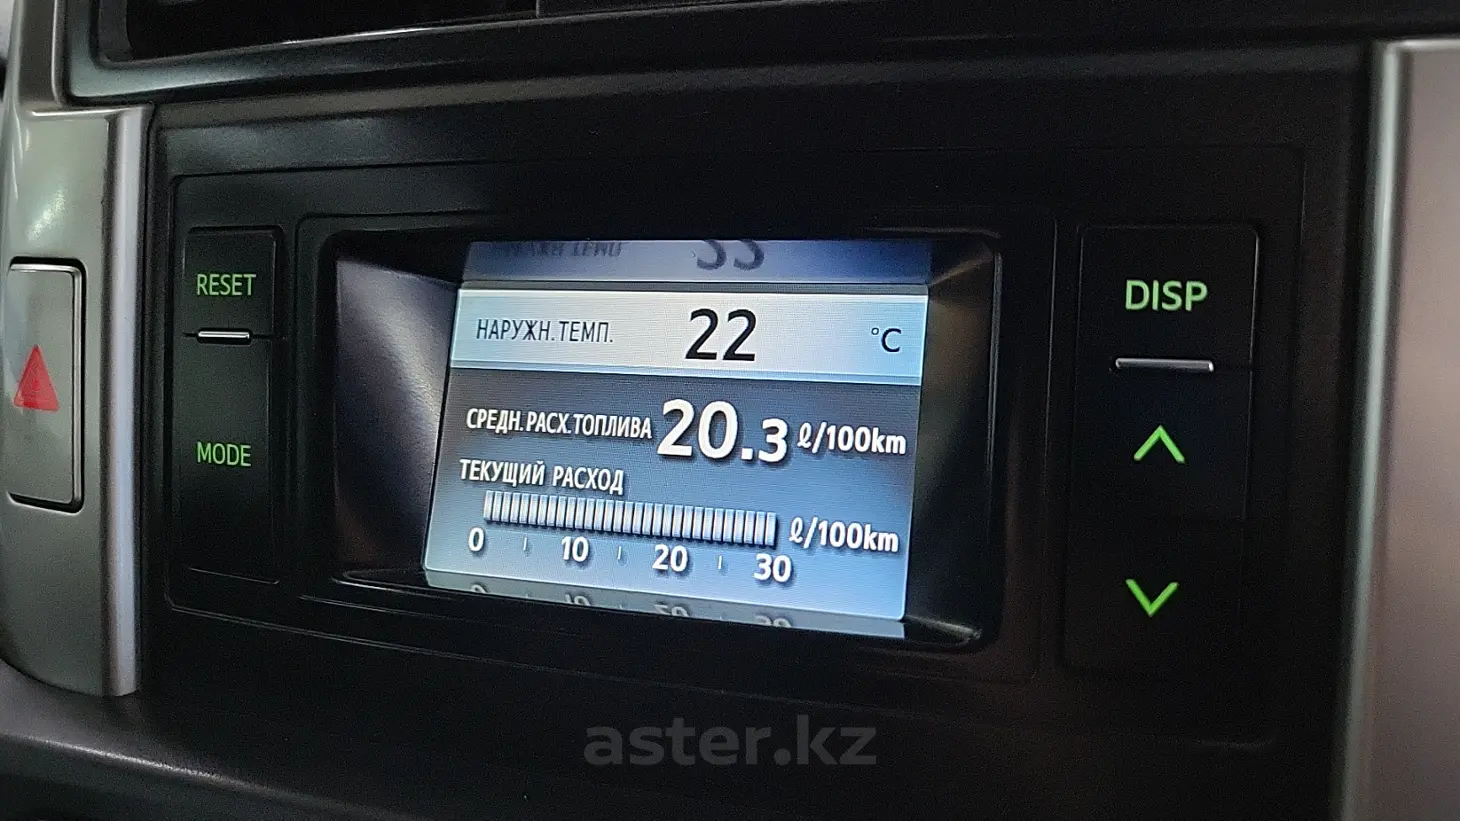 RESET
MODE
НАРУЖН.ТЕМП. 22 °C
СРЕДН.РАСХ.ТОПЛИВА 20.3 ℓ/100km
ТЕКУЩИЙ РАСХОД
ℓ/100km
0 10 20 30
DISP
aster.kz